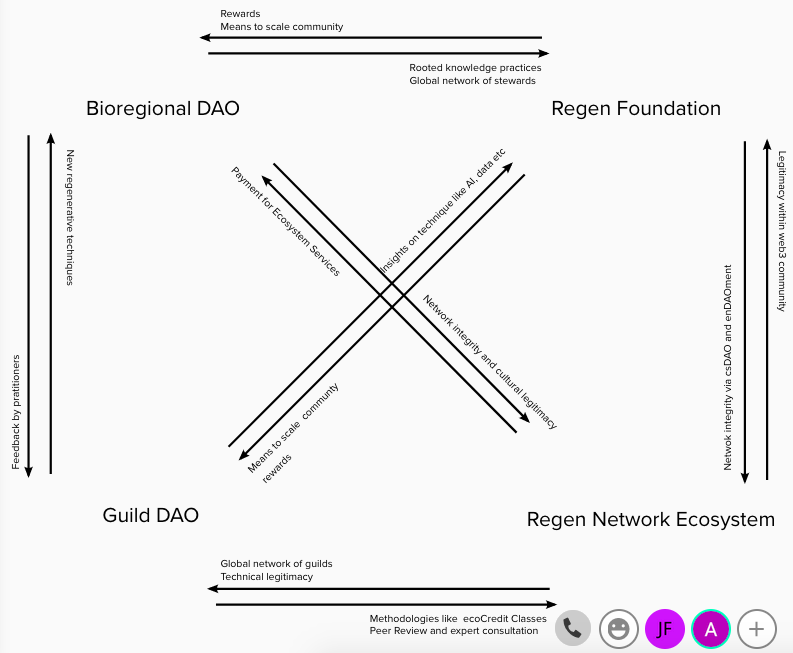 Rewards
Means to scale community
Rooted knowledge practices
Global network of stewards
Bioregional DAO
Regen Foundation
New regenerative techniques
Feedback by pratitioners
Payment for Ecosystem Services
Insights on technique like AI, data etc
Network integrity and cultural legitimacy
Means to scale communty
rewards
Netwok integrity via csDAO and enDAOment
Legitimacy within web3 community
Guild DAO
Regen Network Ecosystem
Global network of guilds
Technical legitimacy
Methodologies like ecoCredit Classes
Peer Review and expert consultation
JF
A